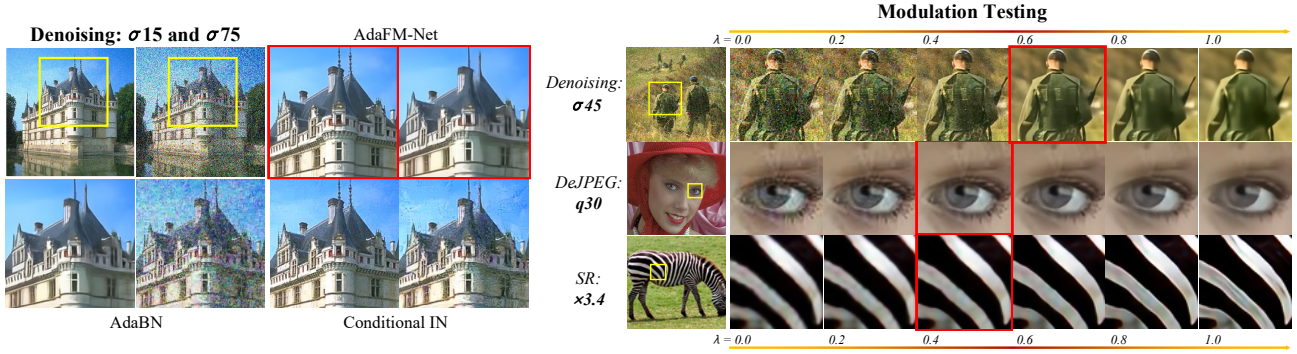 Denoising: σ15 and σ75
AdaFM-Net
AdaBN
Conditional IN
Modulation Testing
λ = 0.0 0.2 0.4 0.6 0.8 1.0
Denoising:
σ45
DeJPEG:
q30
SR:
×3.4
λ = 0.0 0.2 0.4 0.6 0.8 1.0